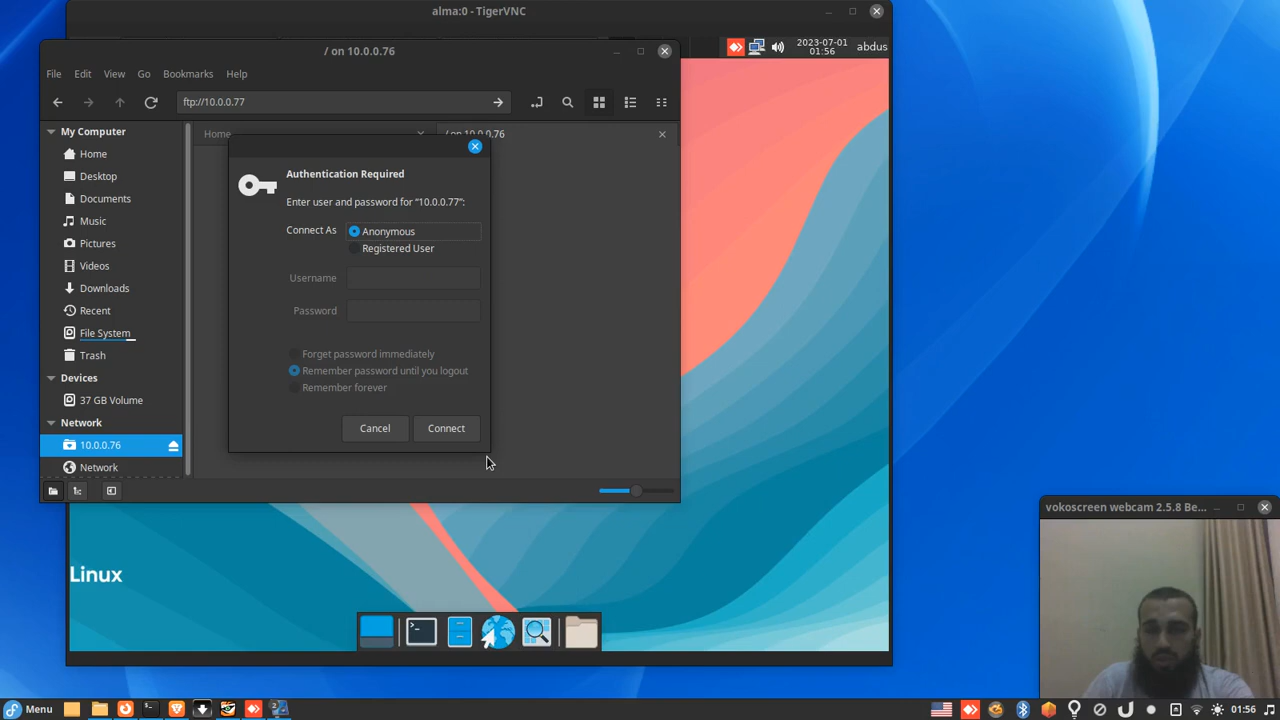 alma:0 - TigerVNC
2023-07-01
01:56
abdus
/ on 10.0.0.76
File Edit View Go Bookmarks Help
ftp://10.0.0.77
My Computer
Home
Desktop
Documents
Music
Pictures
Videos
Downloads
Recent
File System
Trash
Devices
37 GB Volume
Network
10.0.0.76
Network
Home
/ on 10.0.0.76
Authentication Required
Enter user and password for “10.0.0.77”:
Connect As
Anonymous
Registered User
Username
Password
Forget password immediately
Remember password until you logout
Remember forever
Cancel
Connect
Linux
vokoscreen webcam 2.5.8 Be...
Menu
01:56